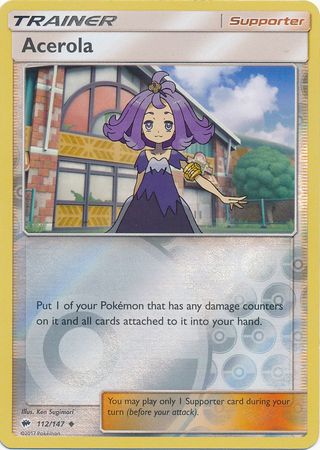 TRAINER Supporter
Acerola
Put 1 of your Pokémon that has any damage counters
on it and all cards attached to it into your hand.
Illus. Ken Sugimori
112/147 ◆
©2017 Pokémon
You may play only 1 Supporter card during your
turn (before your attack).